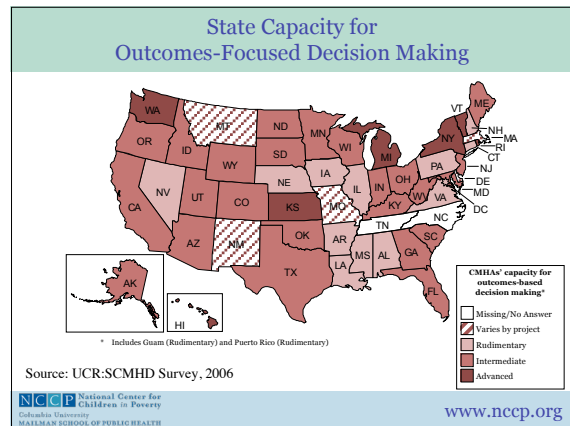 State Capacity for
Outcomes-Focused Decision Making
WA
OR
CA
NV
ID
MT
WY
UT
AZ
CO
NM
ND
SD
NE
KS
OK
TX
MN
IA
MO
AR
LA
WI
IL
MI
IN
OH
KY
TN
MS
AL
GA
FL
SC
NC
VA
WV
PA
NY
VT
ME
NH
MA
RI
CT
NJ
DE
MD
DC
AK
HI
CMHAs' capacity for
outcomes-based
decision making*
Missing/No Answer
Varies by project
Rudimentary
Intermediate
Advanced
* Includes Guam (Rudimentary) and Puerto Rico (Rudimentary)
Source: UCR:SCMHD Survey, 2006
NCCP National Center for
Children in Poverty
Columbia University
MAILMAN SCHOOL OF PUBLIC HEALTH
www.nccp.org